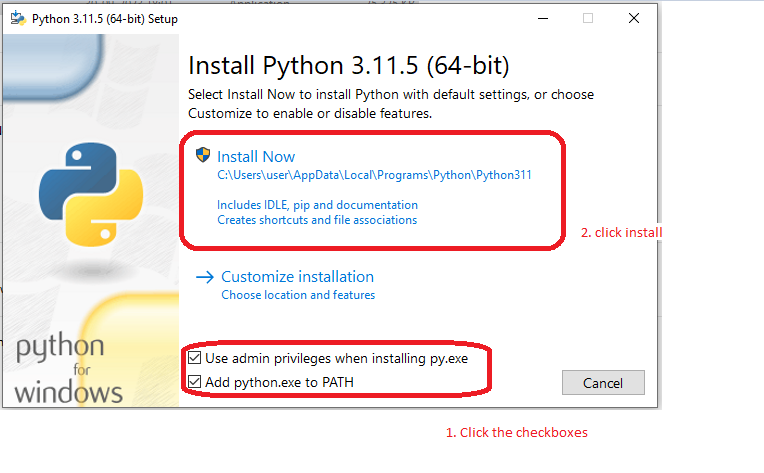 Application
Python 3.11.5 (64-bit) Setup
Install Python 3.11.5 (64-bit)
Select Install Now to install Python with default settings, or choose
Customize to enable or disable features.
Install Now
C:\Users\user\AppData\Local\Programs\Python\Python311
Includes IDLE, pip and documentation
Creates shortcuts and file associations
2. click install
Customize installation
Choose location and features
python
for
windows
Use admin privileges when installing py.exe
Add python.exe to PATH
Cancel
1. Click the checkboxes